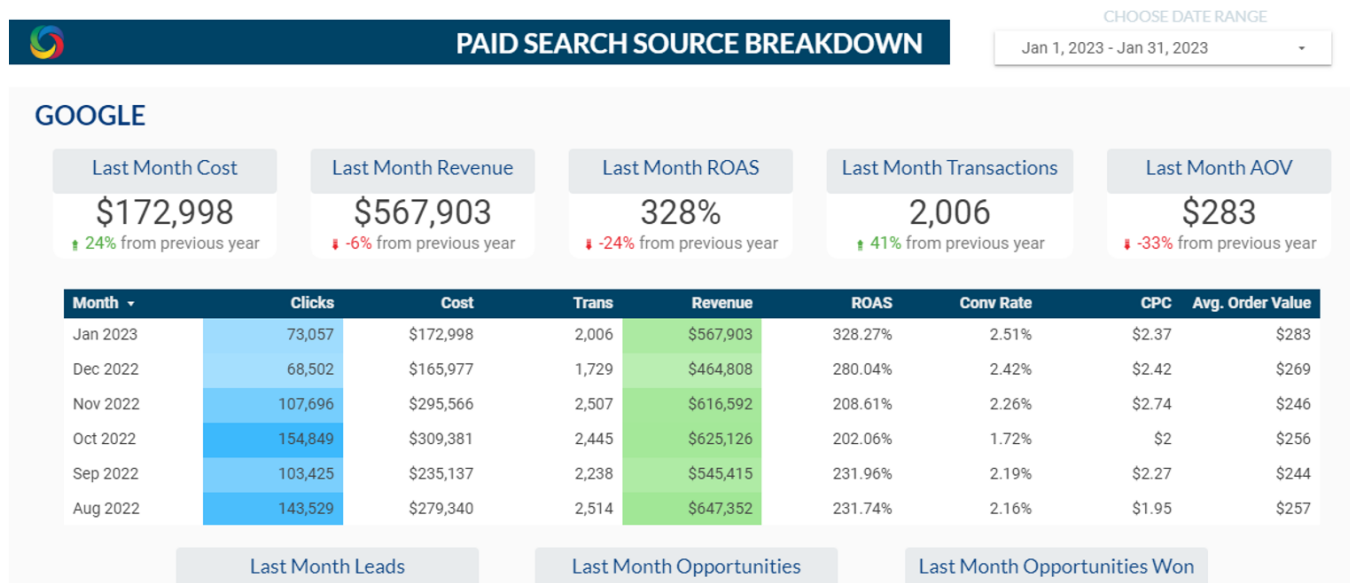 CHOOSE DATE RANGE
PAID SEARCH SOURCE BREAKDOWN
Jan 1, 2023 - Jan 31, 2023
GOOGLE
Last Month Cost Last Month Revenue Last Month ROAS Last Month Transactions Last Month AOV
$172,998 $567,903 328% 2,006 $283
24% from previous year -6% from previous year -24% from previous year 41% from previous year -33% from previous year
Month Clicks Cost Trans Revenue ROAS Conv Rate CPC Avg. Order Value
Jan 2023 73,057 $172,998 2,006 $567,903 328.27% 2.51% $2.37 $283
Dec 2022 68,502 $165,977 1,729 $464,808 280.04% 2.42% $2.42 $269
Nov 2022 107,696 $295,566 2,507 $616,592 208.61% 2.26% $2.74 $246
Oct 2022 154,849 $309,381 2,445 $625,126 202.06% 1.72% $2 $256
Sep 2022 103,425 $235,137 2,238 $545,415 231.96% 2.19% $2.27 $244
Aug 2022 143,529 $279,340 2,514 $647,352 231.74% 2.16% $1.95 $257
Last Month Leads Last Month Opportunities Last Month Opportunities Won